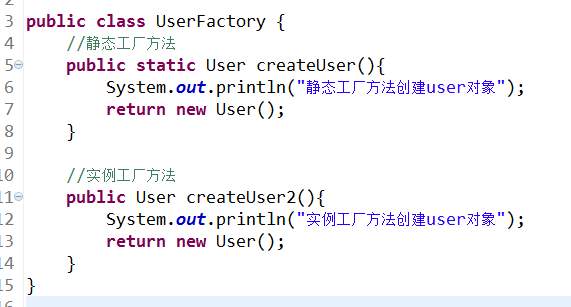 3 public class UserFactory {
4 //静态工厂方法
5 public static User createUser(){
6 System.out.println("静态工厂方法创建user对象");
7 return new User();
8 }
9
10 //实例工厂方法
11 public User createUser2(){
12 System.out.println("实例工厂方法创建user对象");
13 return new User();
14 }
15 }